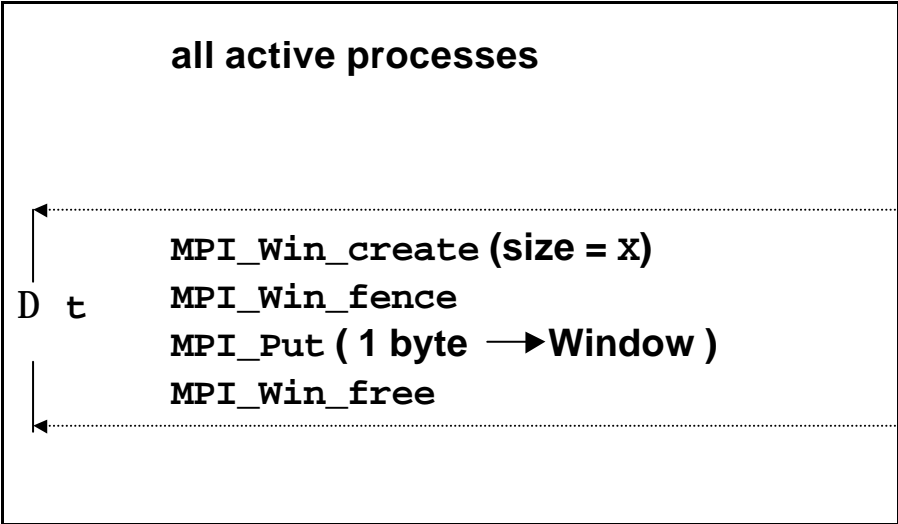 all active processes
MPI_Win_create (size = X)
MPI_Win_fence
D t
MPI_Put ( 1 byte → Window )
MPI_Win_free